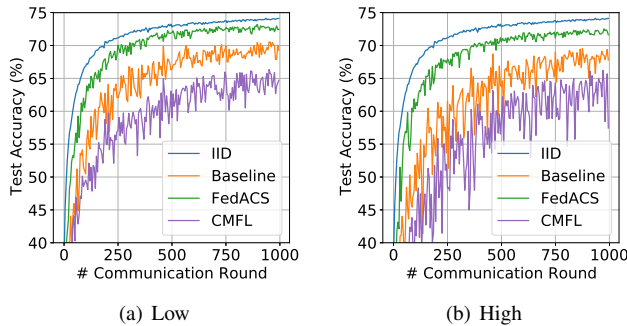 75
70
65
60
55
50
45
40
Test Accuracy (%)
IID
Baseline
FedACS
CMFL
0 250 500 750 1000
# Communication Round
(a) Low
75
70
65
60
55
50
45
40
Test Accuracy (%)
IID
Baseline
FedACS
CMFL
0 250 500 750 1000
# Communication Round
(b) High